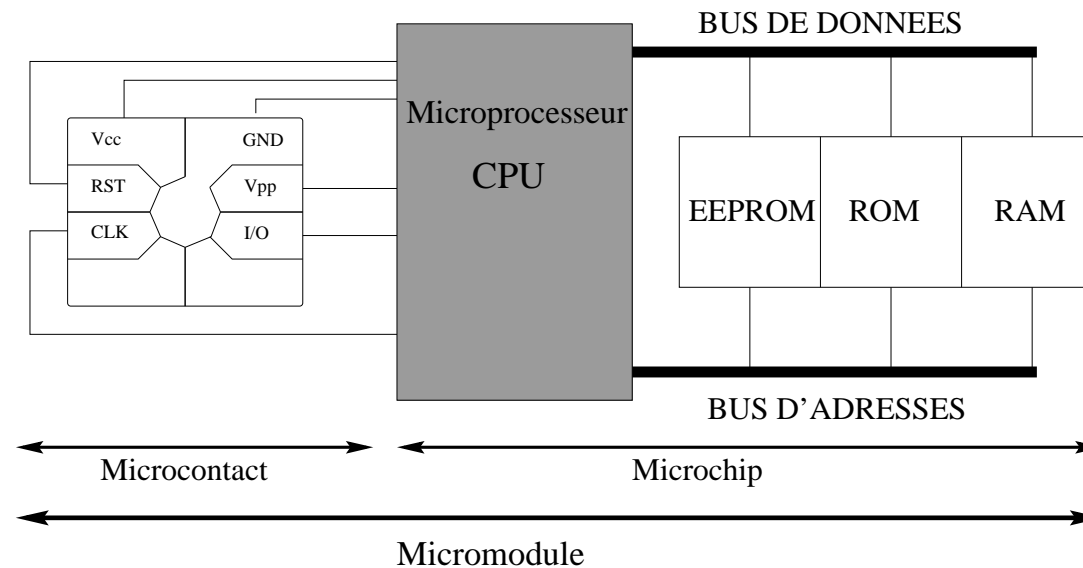 BUS DE DONNEES
Microprocesseur
CPU
Vcc
GND
RST
Vpp
CLK
I/O
EEPROM
ROM
RAM
BUS D'ADRESSES
Microcontact
Microchip
Micromodule